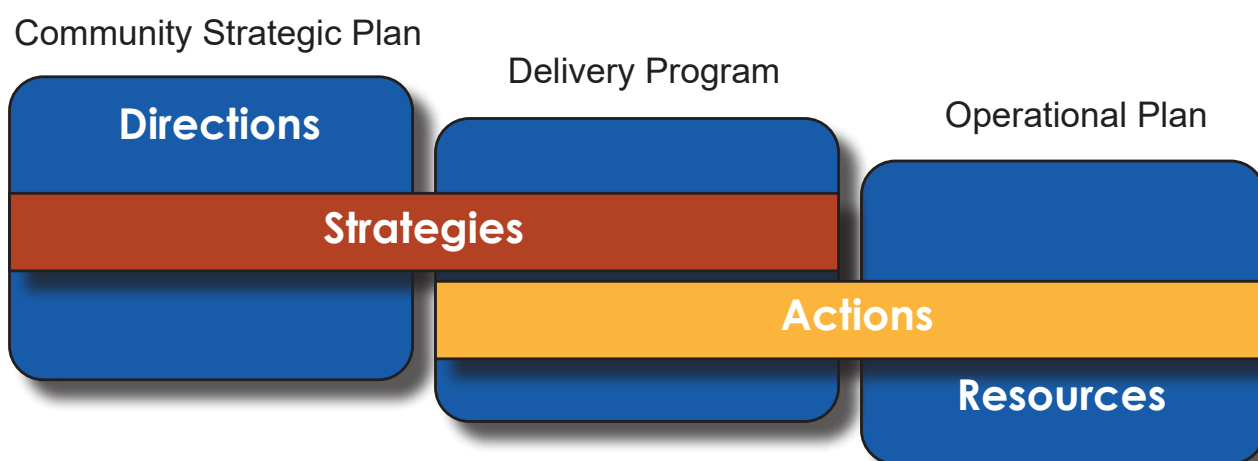 Community Strategic Plan
Delivery Program
Operational Plan
Directions
Strategies
Actions
Resources